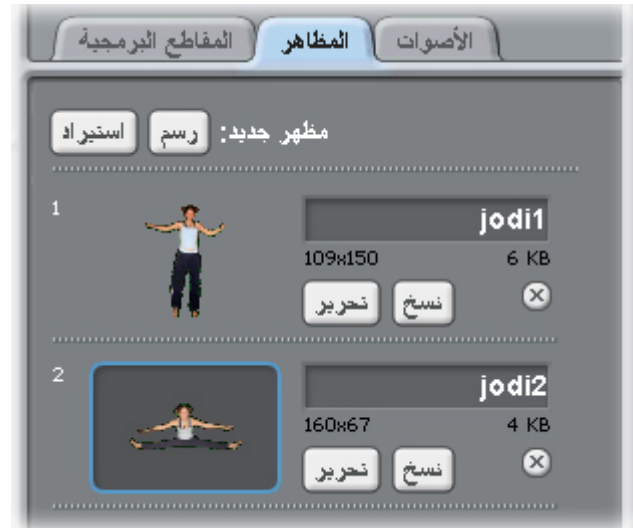 المقاطع البرمجية المظاهر الأصوات
مظهر جديد: رسم استيراد
1
jodi1
109x150 6 KB
نسخ تحرير
2
jodi2
160x67 4 KB
نسخ تحرير